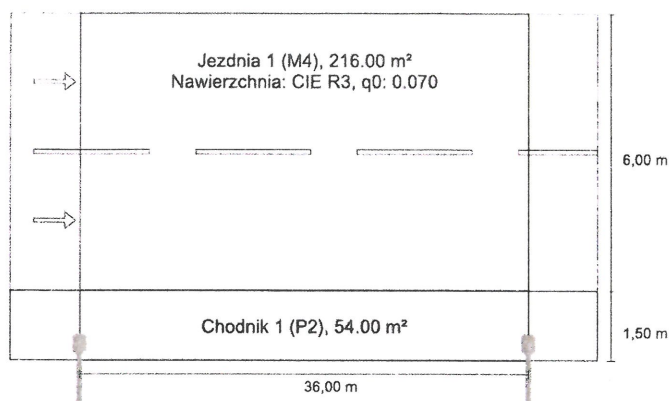 Jezdnia 1 (M4), 216.00 m²
Nawierzchnia: CIE R3, q0: 0.070
6,00 m
Chodnik 1 (P2), 54.00 m²
1,50 m
36,00 m